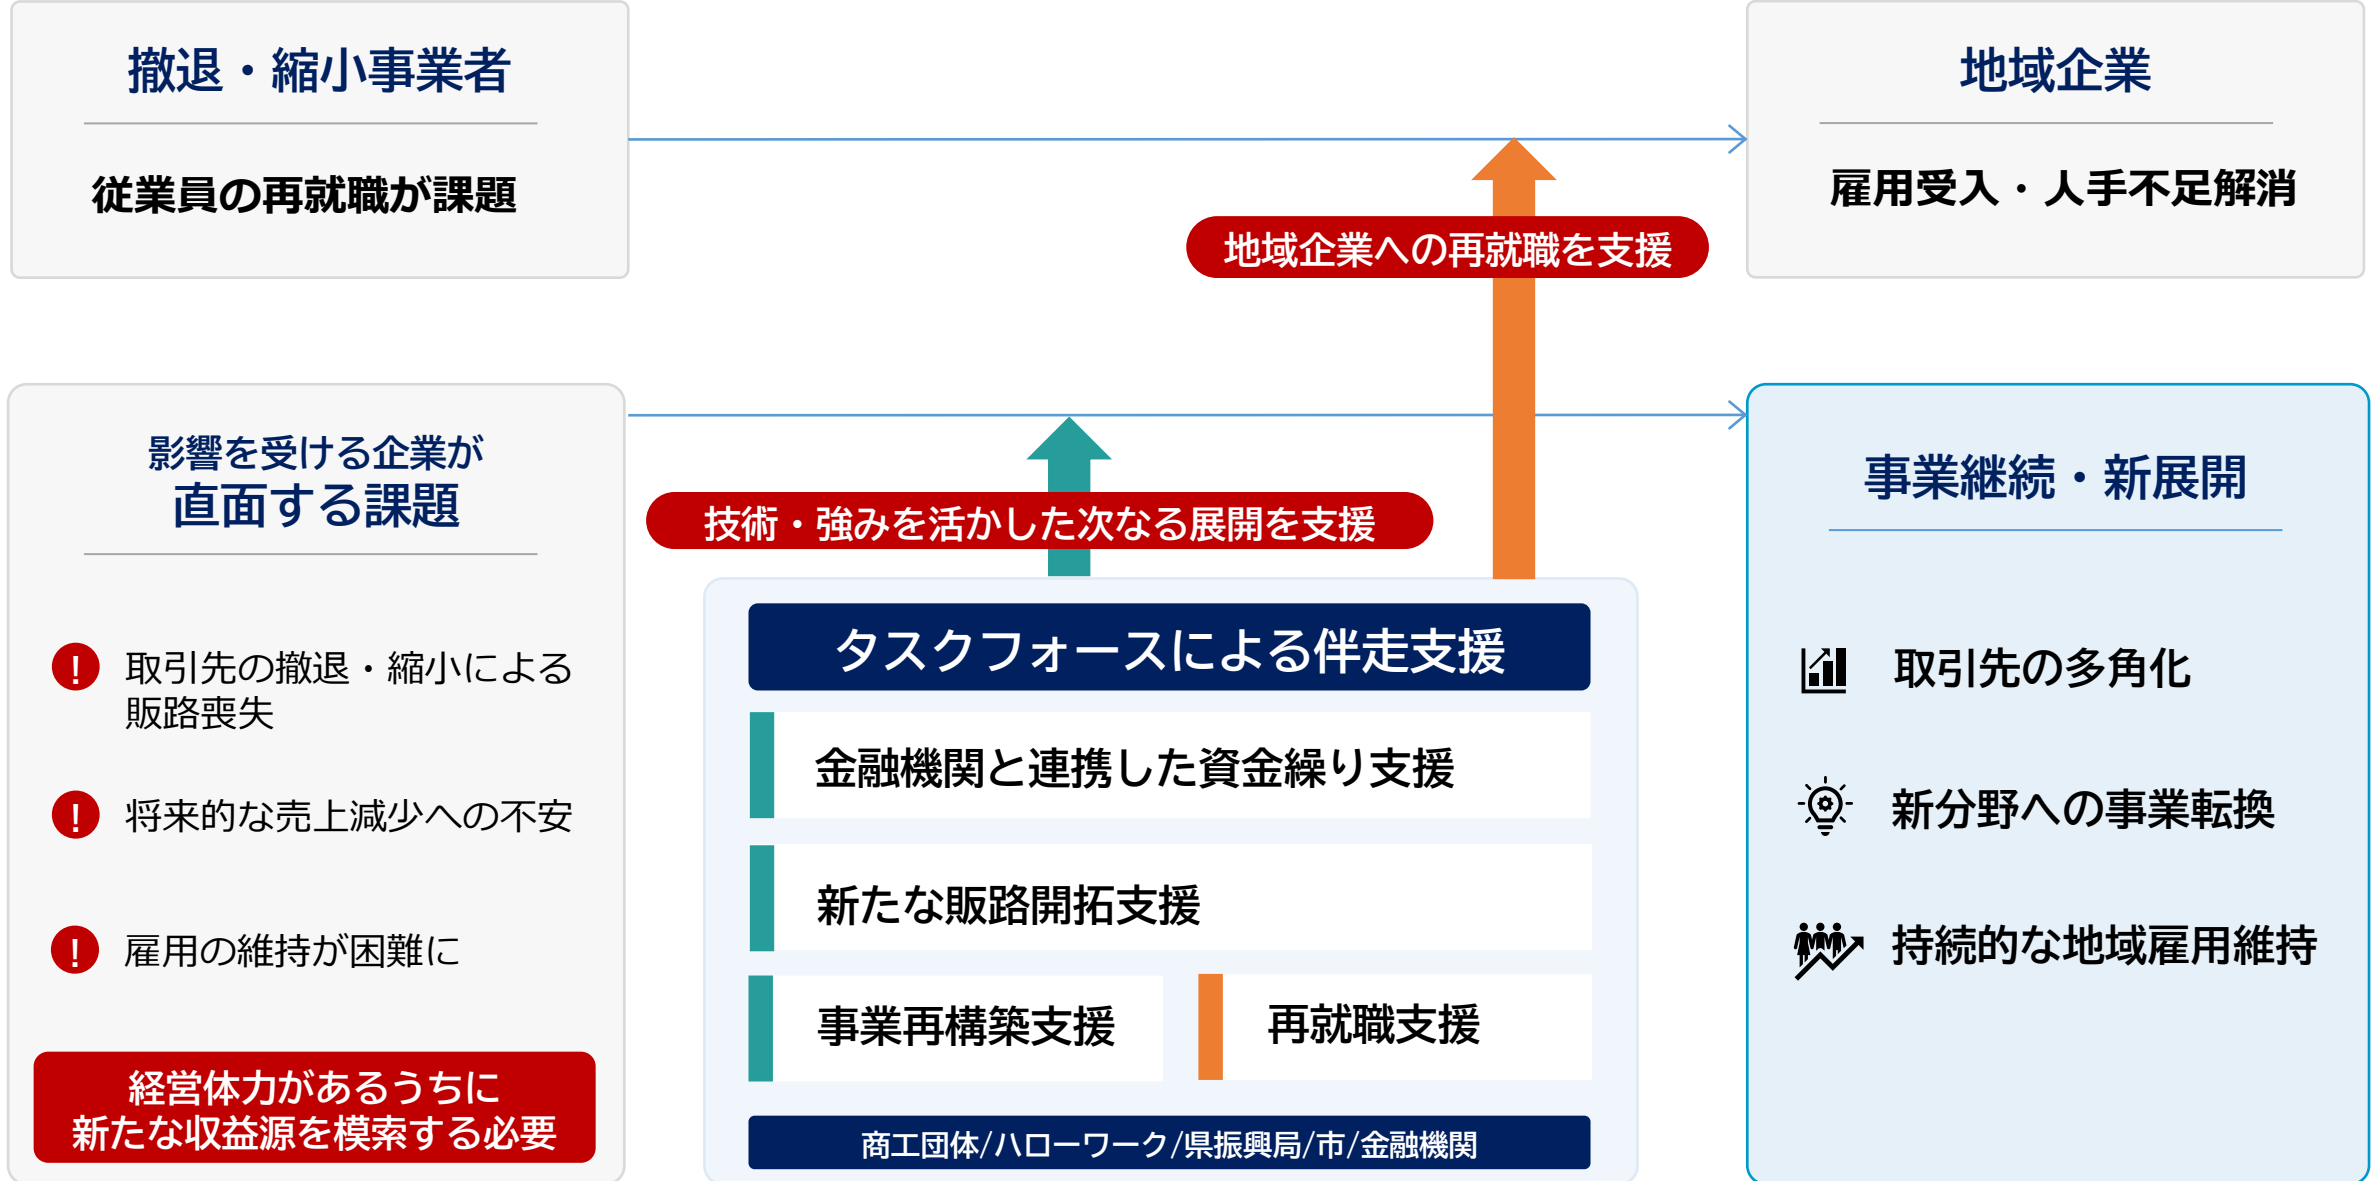 撤退・縮小事業者
従業員の再就職が課題
地域企業
雇用受入・人手不足解消
地域企業への再就職を支援
影響を受ける企業が
直面する課題
! 取引先の撤退・縮小による
販路喪失
! 将来的な売上減少への不安
! 雇用の維持が困難に
経営体力があるうちに
新たな収益源を模索する必要
技術・強みを活かした次なる展開を支援
タスクフォースによる伴走支援
金融機関と連携した資金繰り支援
新たな販路開拓支援
事業再構築支援
再就職支援
商工団体/ハローワーク/県振興局/市/金融機関
事業継続・新展開
取引先の多角化
新分野への事業転換
持続的な地域雇用維持